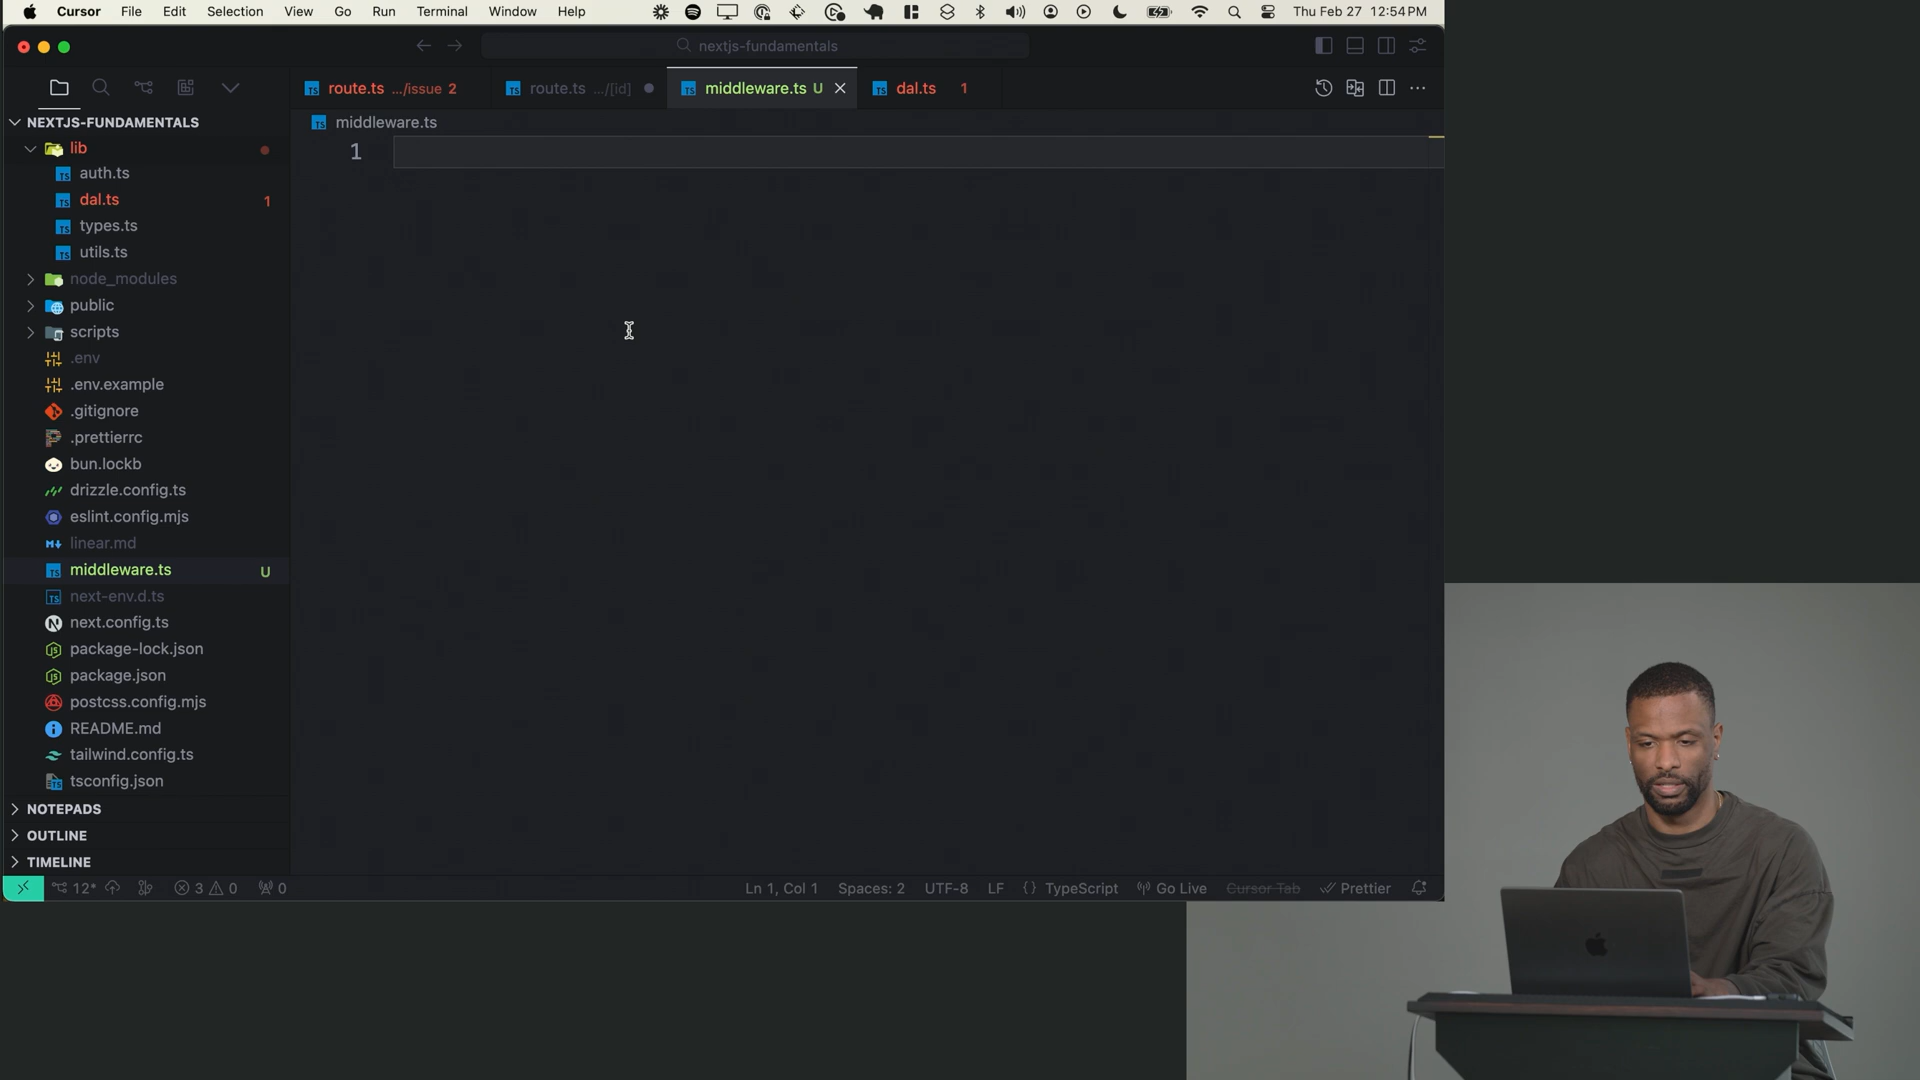 Cursor File Edit Selection View Go Run Terminal Window Help Thu Feb 27 12:54 PM
nextjs-fundamentals
route.ts .../issue 2 route.ts .../[id] middleware.ts U dal.ts 1
NEXTJS-FUNDAMENTALS
middleware.ts
1
lib
auth.ts
dal.ts 1
types.ts
utils.ts
node_modules
public
scripts
.env
.env.example
.gitignore
.prettierrc
bun.lockb
drizzle.config.ts
eslint.config.mjs
linear.md
middleware.ts U
next-env.d.ts
next.config.ts
package-lock.json
package.json
postcss.config.mjs
README.md
tailwind.config.ts
tsconfig.json
NOTEPADS
OUTLINE
TIMELINE
12* 3 0 0 Ln 1, Col 1 Spaces: 2 UTF-8 LF {} TypeScript Go Live Cursor Tab Prettier